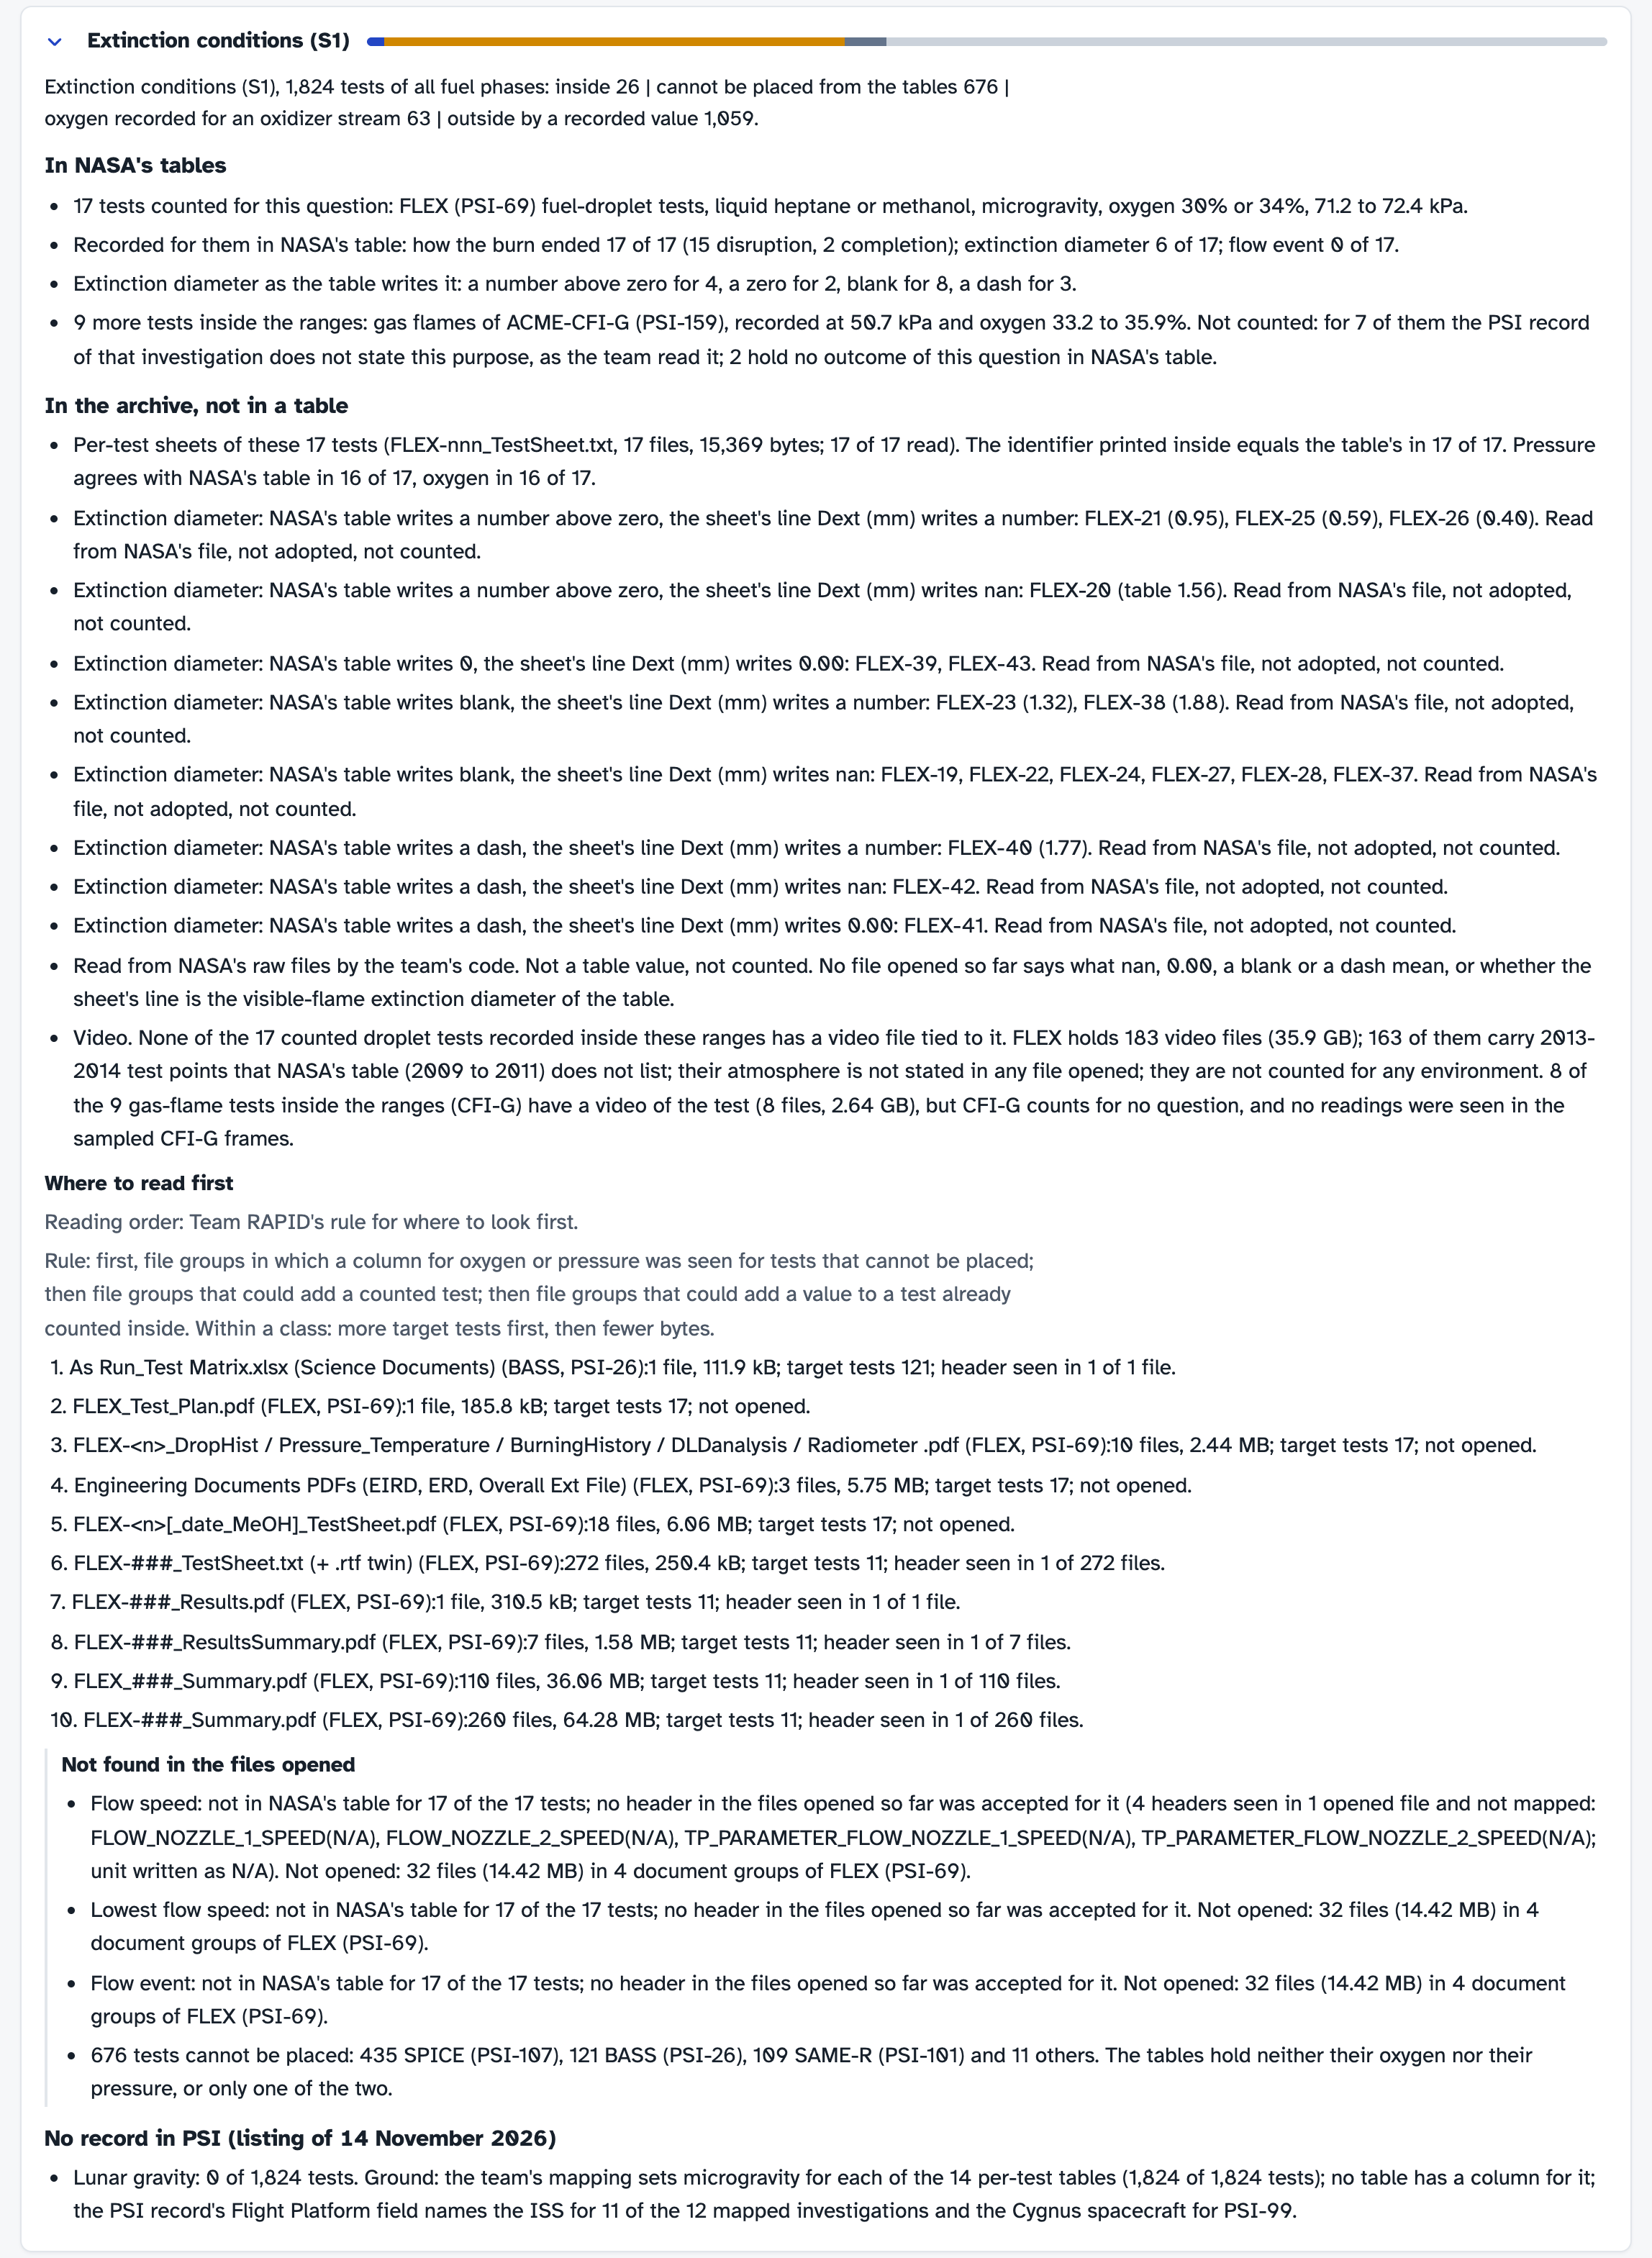 Extinction conditions (S1)
Extinction conditions (S1), 1,824 tests of all fuel phases: inside 26 | cannot be placed from the tables 676 |
oxygen recorded for an oxidizer stream 63 | outside by a recorded value 1,059.
In NASA's tables
• 17 tests counted for this question: FLEX (PSI-69) fuel-droplet tests, liquid heptane or methanol, microgravity, oxygen 30% or 34%, 71.2 to 72.4 kPa.
• Recorded for them in NASA's table: how the burn ended 17 of 17 (15 disruption, 2 completion); extinction diameter 6 of 17; flow event 0 of 17.
• Extinction diameter as the table writes it: a number above zero for 4, a zero for 2, blank for 8, a dash for 3.
• 9 more tests inside the ranges: gas flames of ACME-CFI-G (PSI-159), recorded at 50.7 kPa and oxygen 33.2 to 35.9%. Not counted: for 7 of them the PSI record
of that investigation does not state this purpose, as the team read it; 2 hold no outcome of this question in NASA's table.
In the archive, not in a table
• Per-test sheets of these 17 tests (FLEX-nnn_TestSheet.txt, 17 files, 15,369 bytes; 17 of 17 read). The identifier printed inside equals the table's in 17 of 17. Pressure
agrees with NASA's table in 16 of 17, oxygen in 16 of 17.
• Extinction diameter: NASA's table writes a number above zero, the sheet's line Dext (mm) writes a number: FLEX-21 (0.95), FLEX-25 (0.59), FLEX-26 (0.40). Read
from NASA's file, not adopted, not counted.
• Extinction diameter: NASA's table writes a number above zero, the sheet's line Dext (mm) writes nan: FLEX-20 (table 1.56). Read from NASA's file, not adopted,
not counted.
• Extinction diameter: NASA's table writes 0, the sheet's line Dext (mm) writes 0.00: FLEX-39, FLEX-43. Read from NASA's file, not adopted, not counted.
• Extinction diameter: NASA's table writes blank, the sheet's line Dext (mm) writes a number: FLEX-23 (1.32), FLEX-38 (1.88). Read from NASA's file, not adopted,
not counted.
• Extinction diameter: NASA's table writes blank, the sheet's line Dext (mm) writes nan: FLEX-19, FLEX-22, FLEX-24, FLEX-27, FLEX-28, FLEX-37. Read from NASA's
file, not adopted, not counted.
• Extinction diameter: NASA's table writes a dash, the sheet's line Dext (mm) writes a number: FLEX-40 (1.77). Read from NASA's file, not adopted, not counted.
• Extinction diameter: NASA's table writes a dash, the sheet's line Dext (mm) writes nan: FLEX-42. Read from NASA's file, not adopted, not counted.
• Extinction diameter: NASA's table writes a dash, the sheet's line Dext (mm) writes 0.00: FLEX-41. Read from NASA's file, not adopted, not counted.
• Read from NASA's raw files by the team's code. Not a table value, not counted. No file opened so far says what nan, 0.00, a blank or a dash mean, or whether the
sheet's line is the visible-flame extinction diameter of the table.
• Video. None of the 17 counted droplet tests recorded inside these ranges has a video file tied to it. FLEX holds 183 video files (35.9 GB); 163 of them carry 2013-
2014 test points that NASA's table (2009 to 2011) does not list; their atmosphere is not stated in any file opened; they are not counted for any environment. 8 of
the 9 gas-flame tests inside the ranges (CFI-G) have a video of the test (8 files, 2.64 GB), but CFI-G counts for no question, and no readings were seen in the
sampled CFI-G frames.
Where to read first
Reading order: Team RAPID's rule for where to look first.
Rule: first, file groups in which a column for oxygen or pressure was seen for tests that cannot be placed;
then file groups that could add a counted test; then file groups that could add a value to a test already
counted inside. Within a class: more target tests first, then fewer bytes.
1. As Run_Test Matrix.xlsx (Science Documents) (BASS, PSI-26):1 file, 111.9 kB; target tests 121; header seen in 1 of 1 file.
2. FLEX_Test_Plan.pdf (FLEX, PSI-69):1 file, 185.8 kB; target tests 17; not opened.
3. FLEX-<n>_DropHist / Pressure_Temperature / BurningHistory / DLDanalysis / Radiometer .pdf (FLEX, PSI-69):10 files, 2.44 MB; target tests 17; not opened.
4. Engineering Documents PDFs (EIRD, ERD, Overall Ext File) (FLEX, PSI-69):3 files, 5.75 MB; target tests 17; not opened.
5. FLEX-<n>[_date_MeOH]_TestSheet.pdf (FLEX, PSI-69):18 files, 6.06 MB; target tests 17; not opened.
6. FLEX-###_TestSheet.txt (+ .rtf twin) (FLEX, PSI-69):272 files, 250.4 kB; target tests 11; header seen in 1 of 272 files.
7. FLEX-###_Results.pdf (FLEX, PSI-69):1 file, 310.5 kB; target tests 11; header seen in 1 of 1 file.
8. FLEX-###_ResultsSummary.pdf (FLEX, PSI-69):7 files, 1.58 MB; target tests 11; header seen in 1 of 7 files.
9. FLEX_###_Summary.pdf (FLEX, PSI-69):110 files, 36.06 MB; target tests 11; header seen in 1 of 110 files.
10. FLEX-###_Summary.pdf (FLEX, PSI-69):260 files, 64.28 MB; target tests 11; header seen in 1 of 260 files.
Not found in the files opened
• Flow speed: not in NASA's table for 17 of the 17 tests; no header in the files opened so far was accepted for it (4 headers seen in 1 opened file and not mapped:
FLOW_NOZZLE_1_SPEED(N/A), FLOW_NOZZLE_2_SPEED(N/A), TP_PARAMETER_FLOW_NOZZLE_1_SPEED(N/A), TP_PARAMETER_FLOW_NOZZLE_2_SPEED(N/A);
unit written as N/A). Not opened: 32 files (14.42 MB) in 4 document groups of FLEX (PSI-69).
• Lowest flow speed: not in NASA's table for 17 of the 17 tests; no header in the files opened so far was accepted for it. Not opened: 32 files (14.42 MB) in 4
document groups of FLEX (PSI-69).
• Flow event: not in NASA's table for 17 of the 17 tests; no header in the files opened so far was accepted for it. Not opened: 32 files (14.42 MB) in 4 document
groups of FLEX (PSI-69).
• 676 tests cannot be placed: 435 SPICE (PSI-107), 121 BASS (PSI-26), 109 SAME-R (PSI-101) and 11 others. The tables hold neither their oxygen nor their
pressure, or only one of the two.
No record in PSI (listing of 14 November 2026)
• Lunar gravity: 0 of 1,824 tests. Ground: the team's mapping sets microgravity for each of the 14 per-test tables (1,824 of 1,824 tests); no table has a column for it;
the PSI record's Flight Platform field names the ISS for 11 of the 12 mapped investigations and the Cygnus spacecraft for PSI-99.